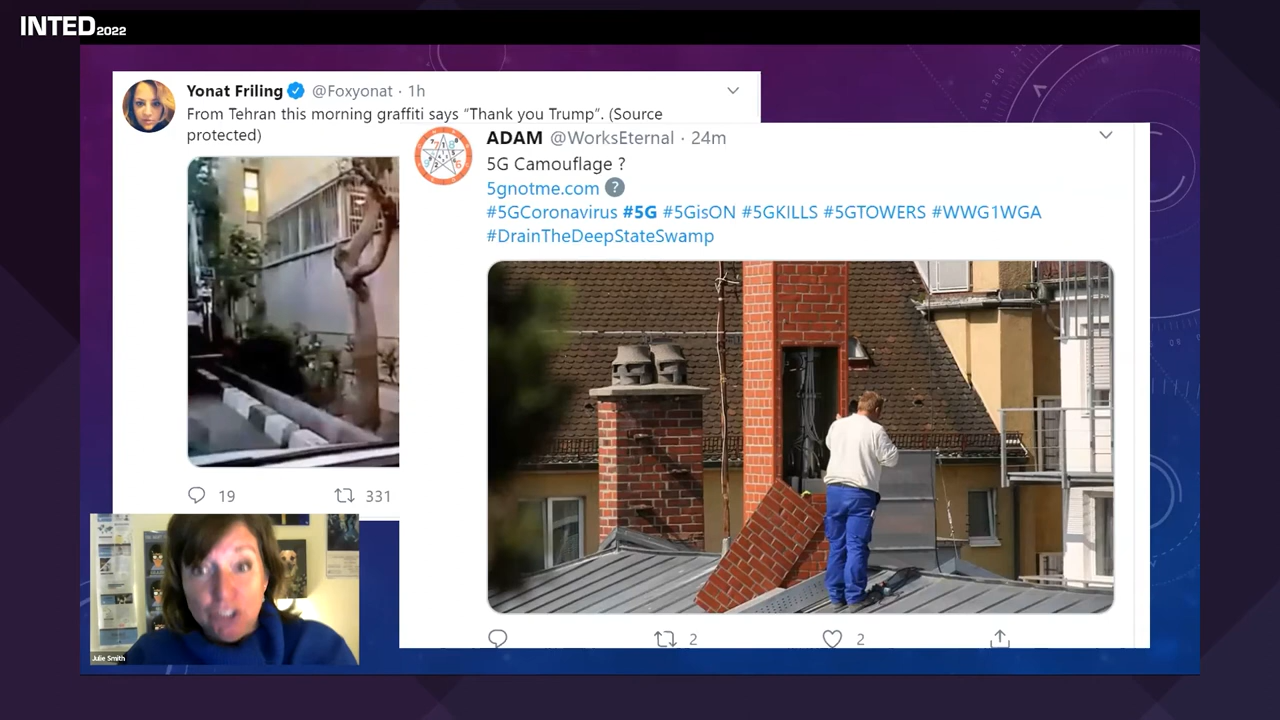 INTED2022
Yonat Friling @Foxyonat · 1h
From Tehran this morning graffiti says “Thank you Trump”. (Source
protected)
19
331
ADAM @WorksEternal · 24m
5G Camouflage ?
5gnotme.com ?
#5GCoronavirus #5G #5GisON #5GKILLS #5GTOWERS #WWG1WGA
#DrainTheDeepStateSwamp
2
2
Julie Smith